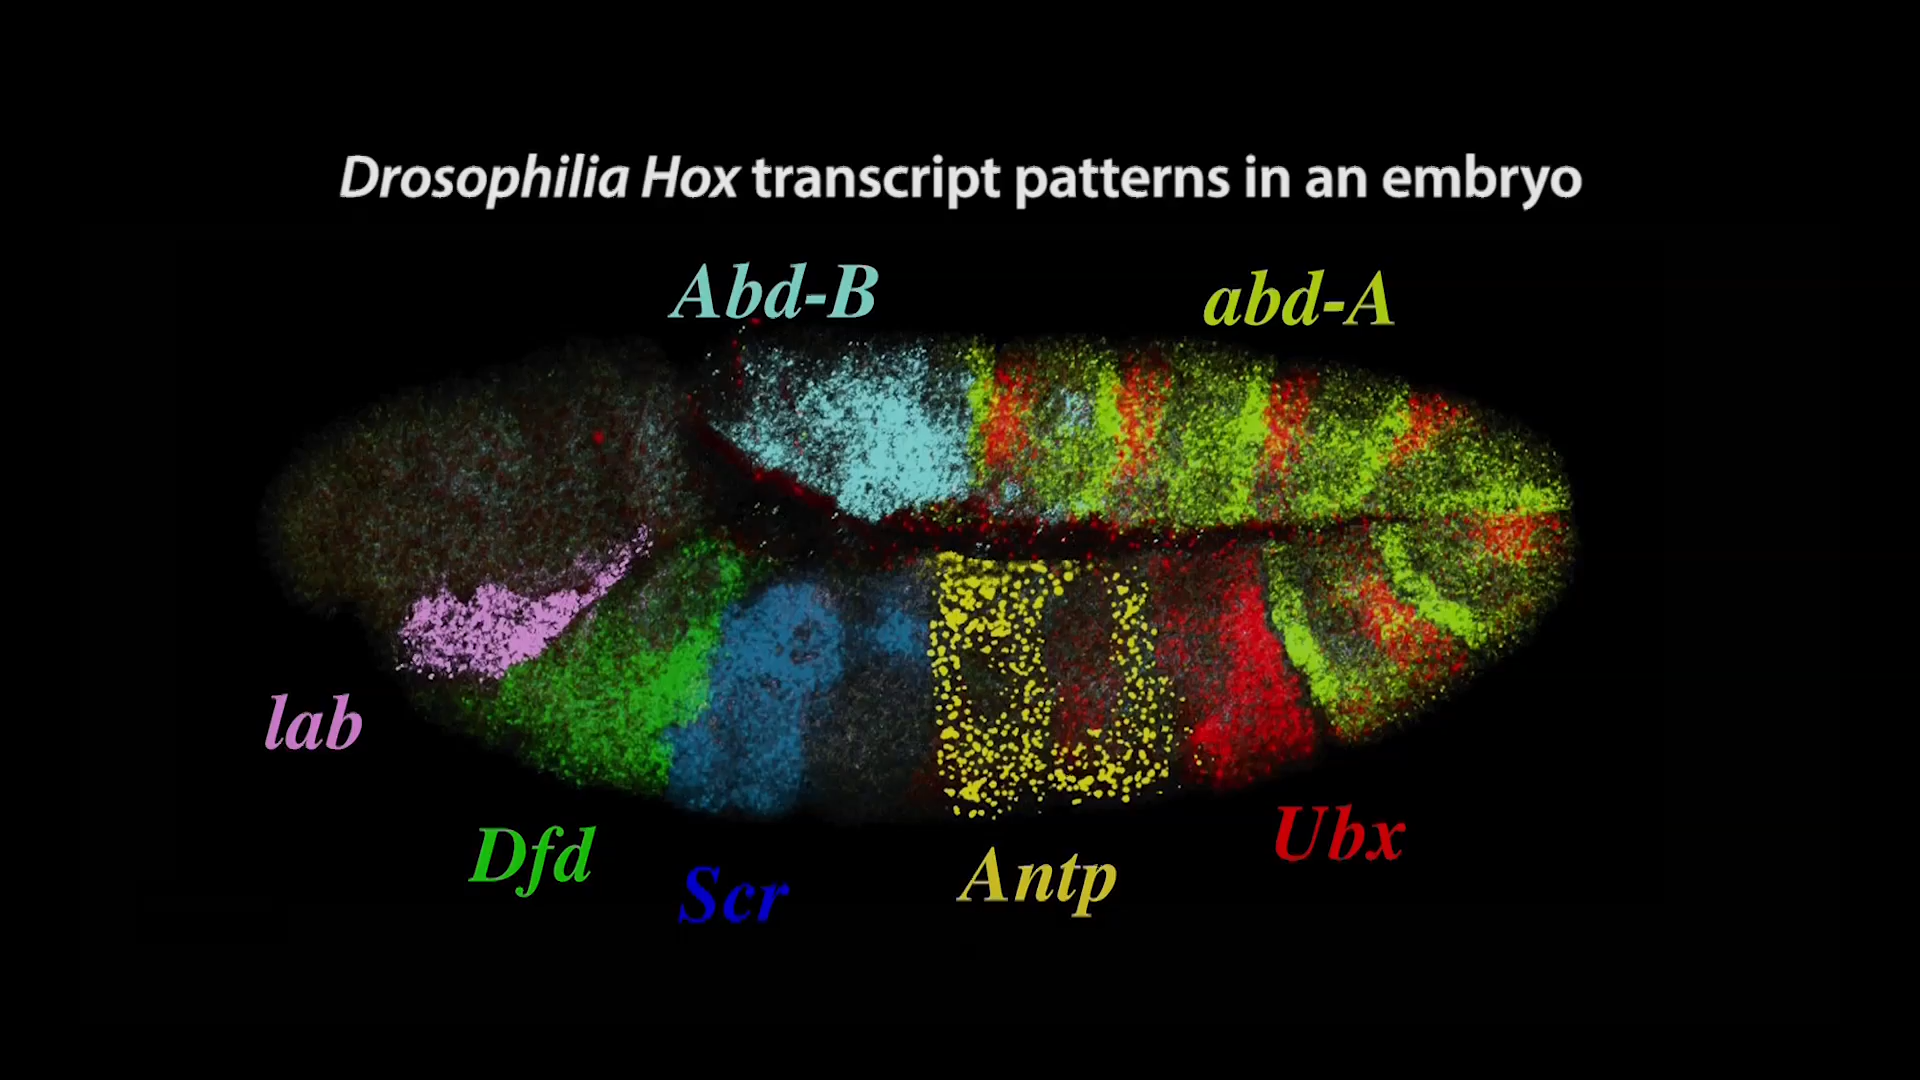 Drosophilia Hox transcript patterns in an embryo
Abd-B
abd-A
lab
Dfd
Scr
Antp
Ubx